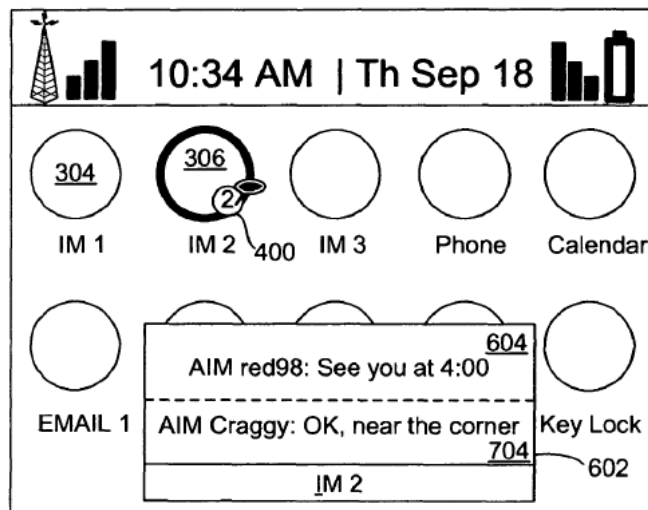 10:34 AM | Th Sep 18
304 306
2
IM 1 IM 2 400 IM 3 Phone Calendar
604
AIM red98: See you at 4:00
EMAIL 1 AIM Craggy: OK, near the corner Key Lock
704
602
IM 2